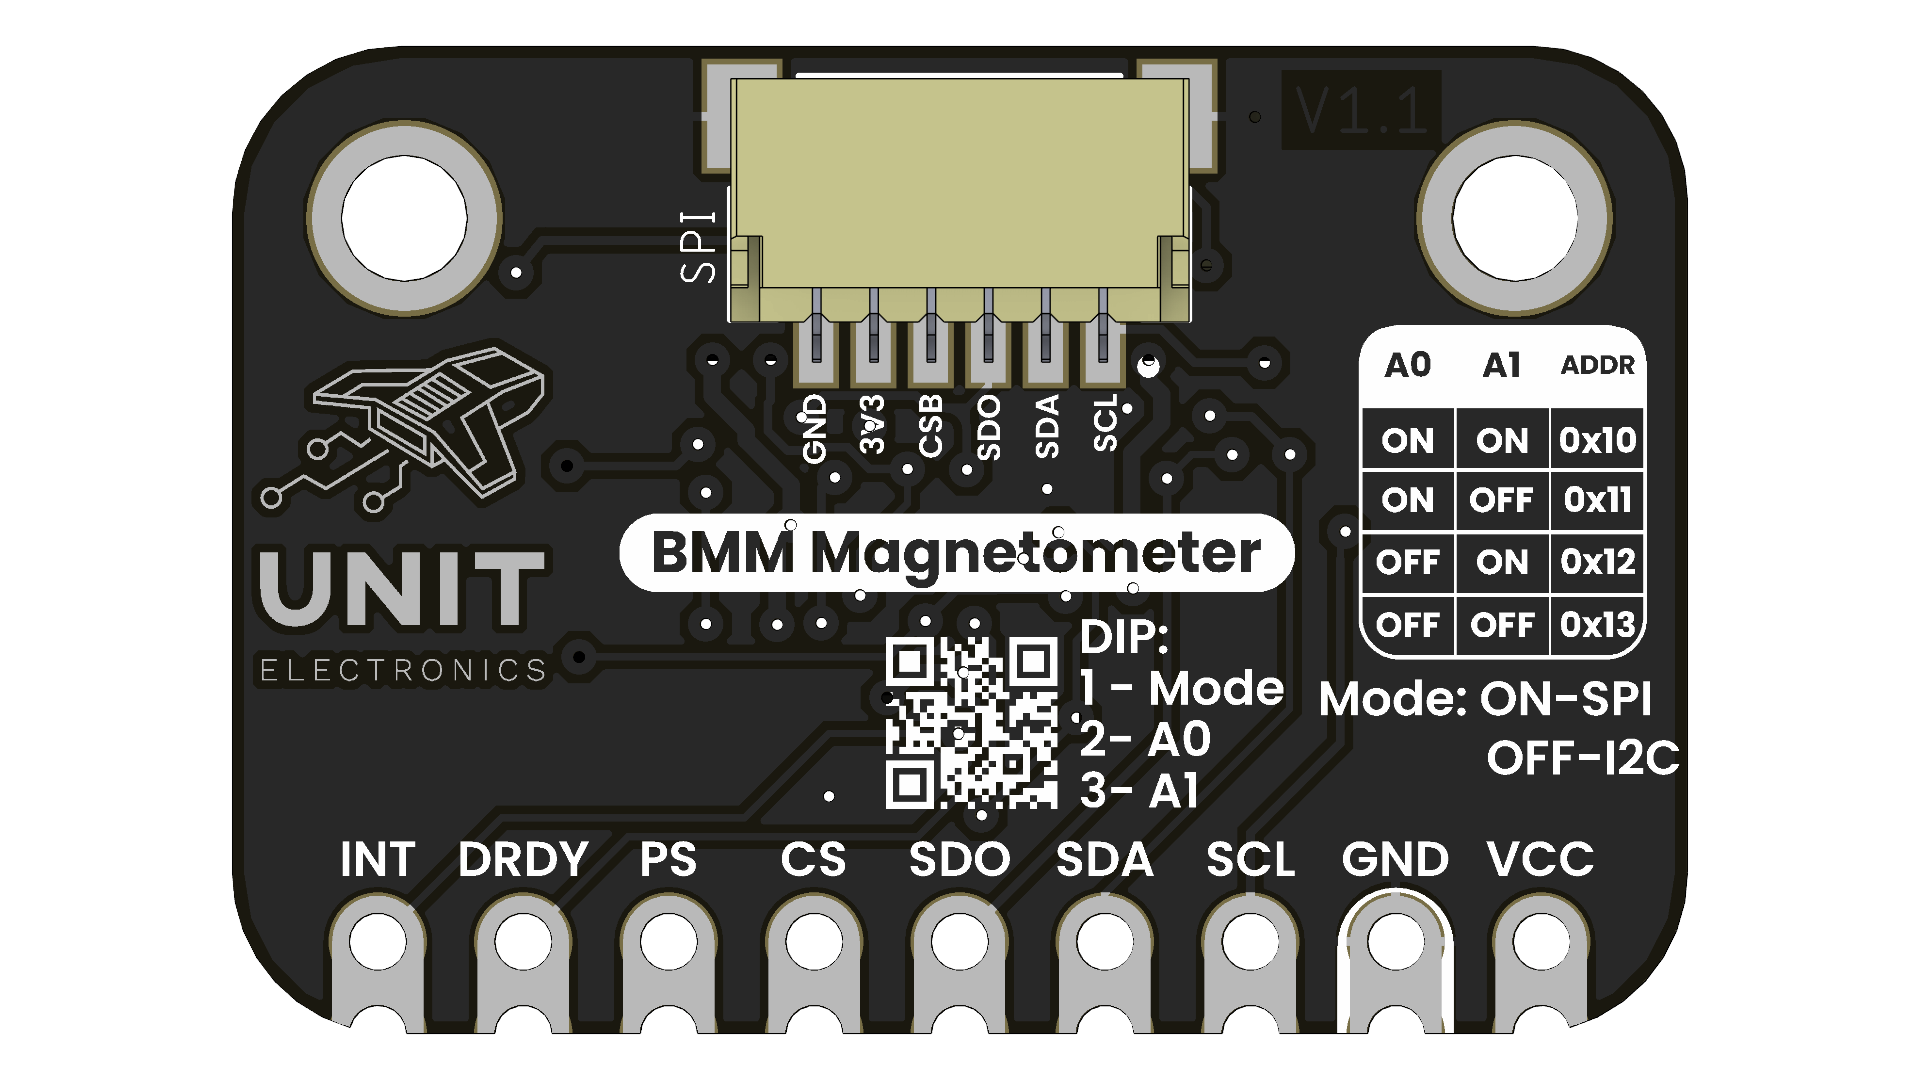 V1.1
SPI
GND
3V3
CSB
SDO
SDA
SCL
A0 A1 ADDR
ON ON 0x10
ON OFF 0x11
OFF ON 0x12
OFF OFF 0x13
UNIT
ELECTRONICS
BMM Magnetometer
DIP:
1 - Mode
2- A0
3- A1
Mode: ON-SPI
OFF-I2C
INT DRDY PS CS SDO SDA SCL GND VCC